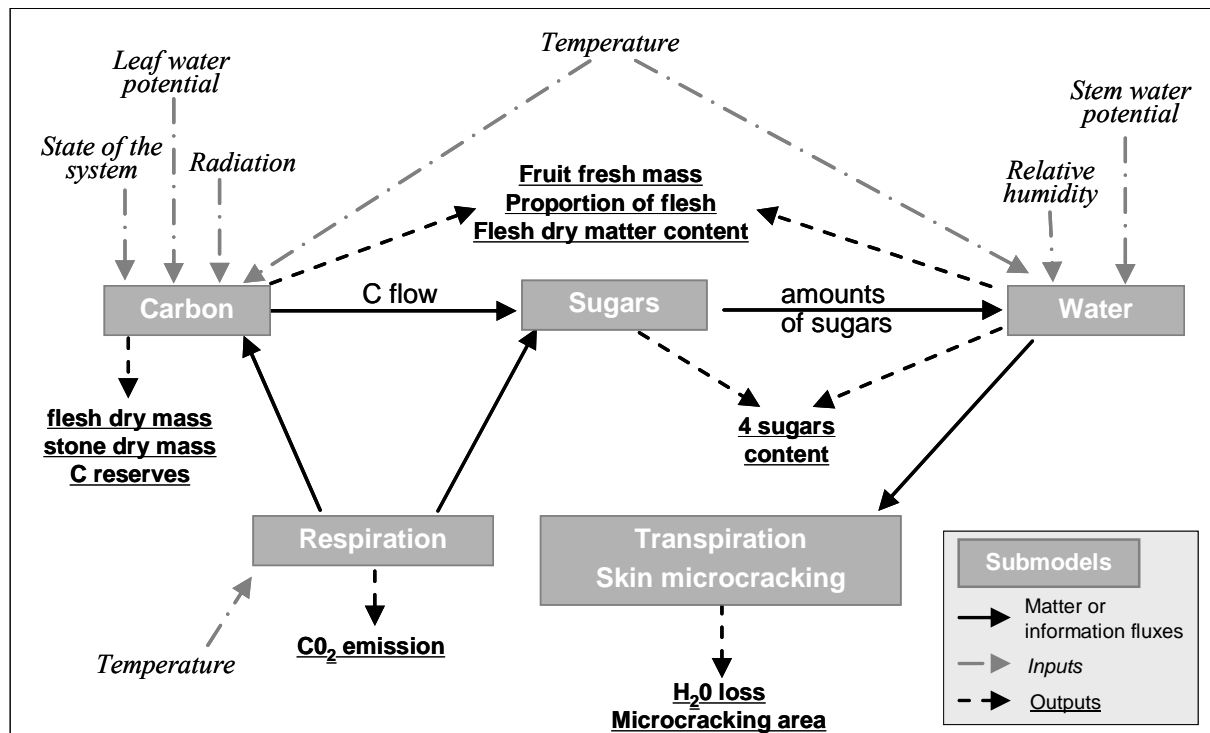 Temperature
Leaf water
potential
Stem water
potential
State of the
system
Radiation
Relative
humidity
Fruit fresh mass
Proportion of flesh
Flesh dry matter content
Carbon
C flow
Sugars
amounts
of sugars
Water
flesh dry mass
stone dry mass
C reserves
4 sugars
content
Respiration
Transpiration
Skin microcracking
Temperature
C0₂ emission
H₂0 loss
Microcracking area
Submodels
Matter or
information fluxes
Inputs
Outputs